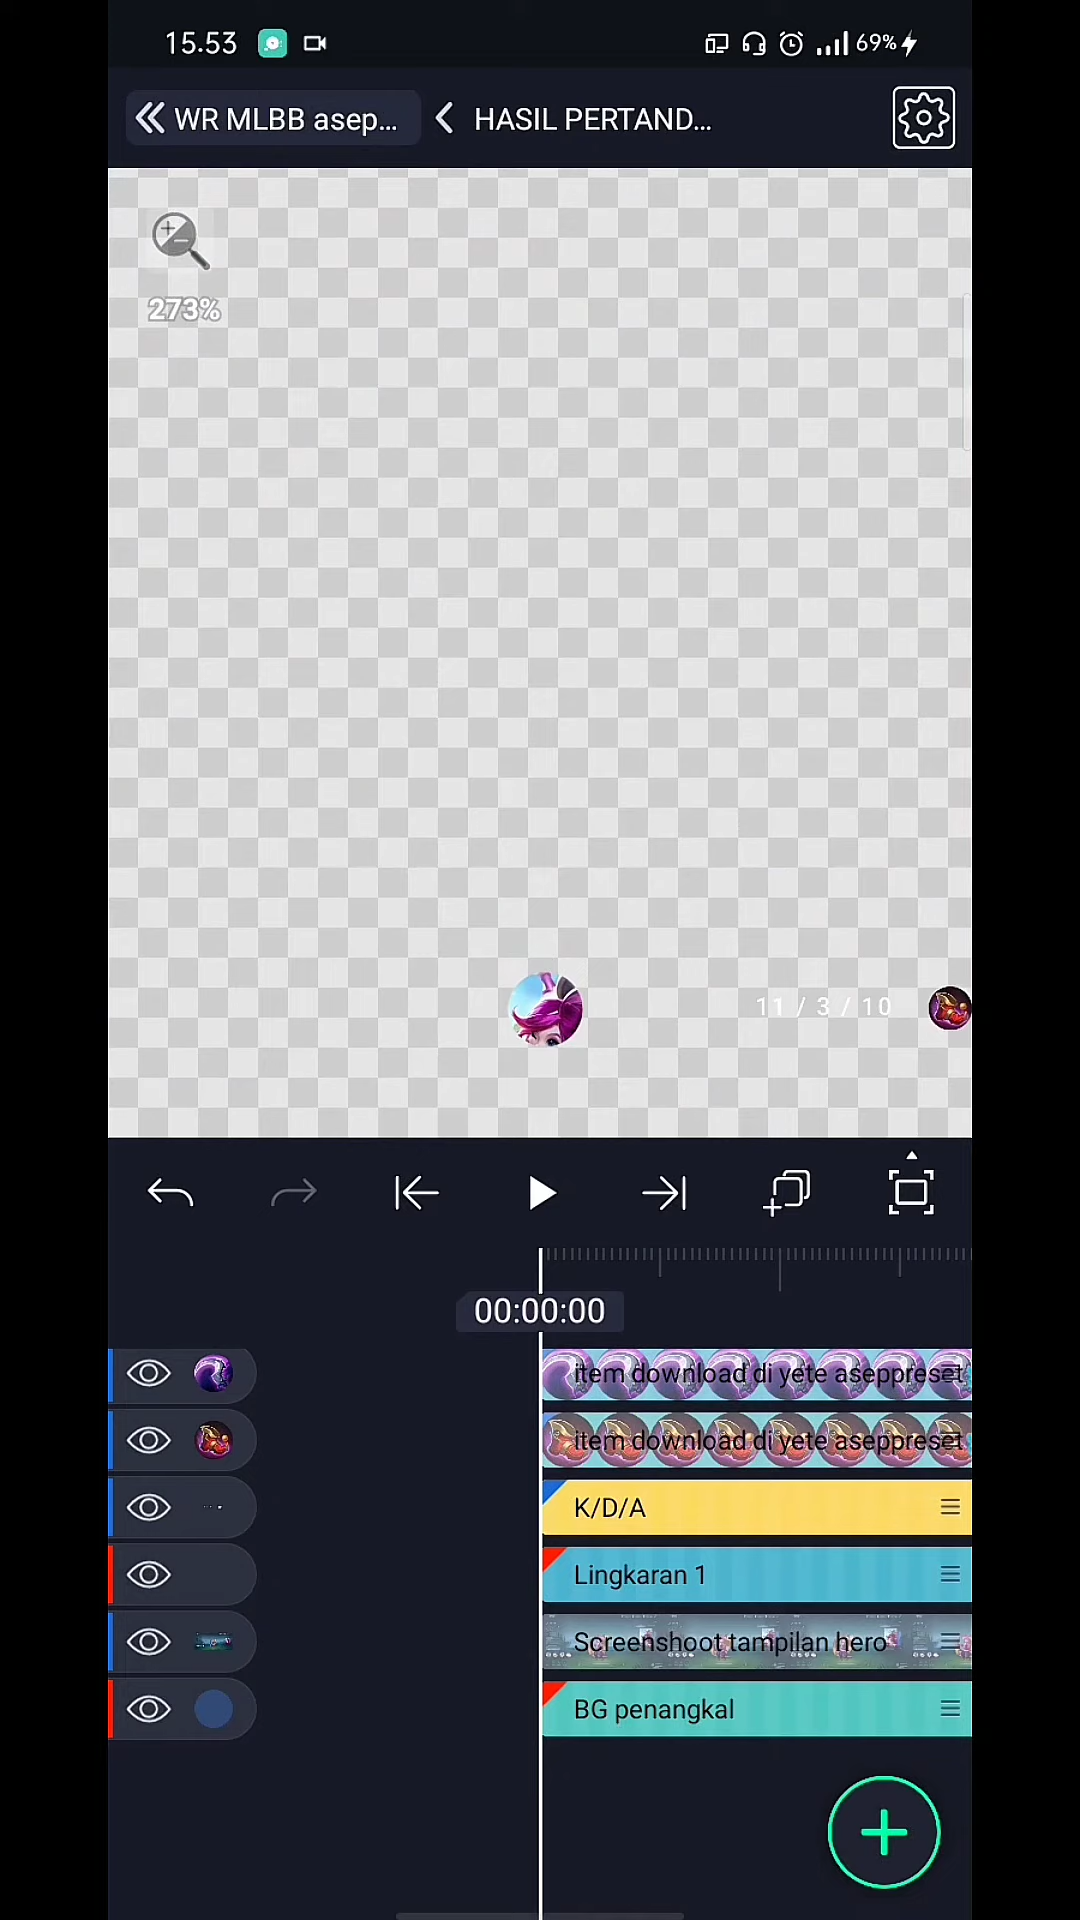 15.53
69%
WR MLBB asep...
HASIL PERTAND...
273%
11 / 3 / 10
00:00:00
item download di yete aseppreset
item download di yete aseppreset
K/D/A
Lingkaran 1
Screenshoot tampilan hero
BG penangkal